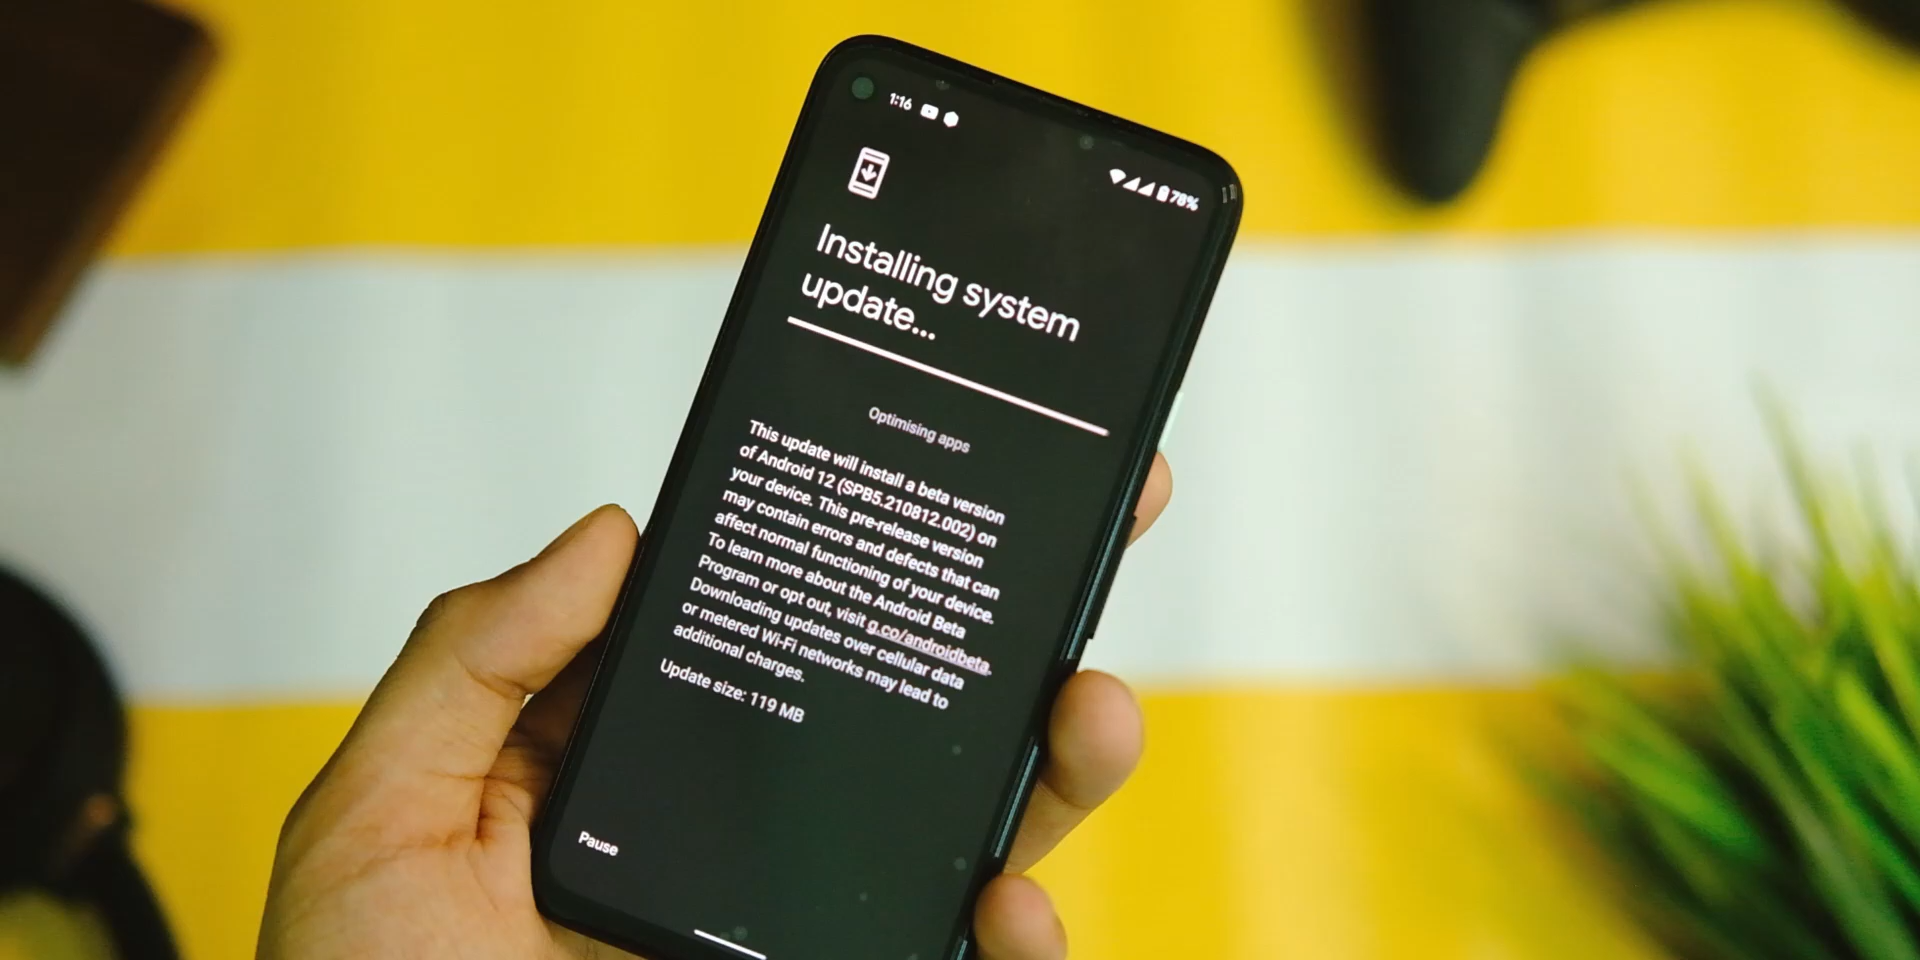 1:16
78%
Installing system
update...
Optimising apps
This update will install a beta version
of Android 12 (SPB5.210812.002) on
your device. This pre-release version
may contain errors and defects that can
affect normal functioning of your device.
To learn more about the Android Beta
Program or opt out, visit g.co/androidbeta.
Downloading updates over cellular data
or metered Wi-Fi networks may lead to
additional charges.
Update size: 119 MB
Pause